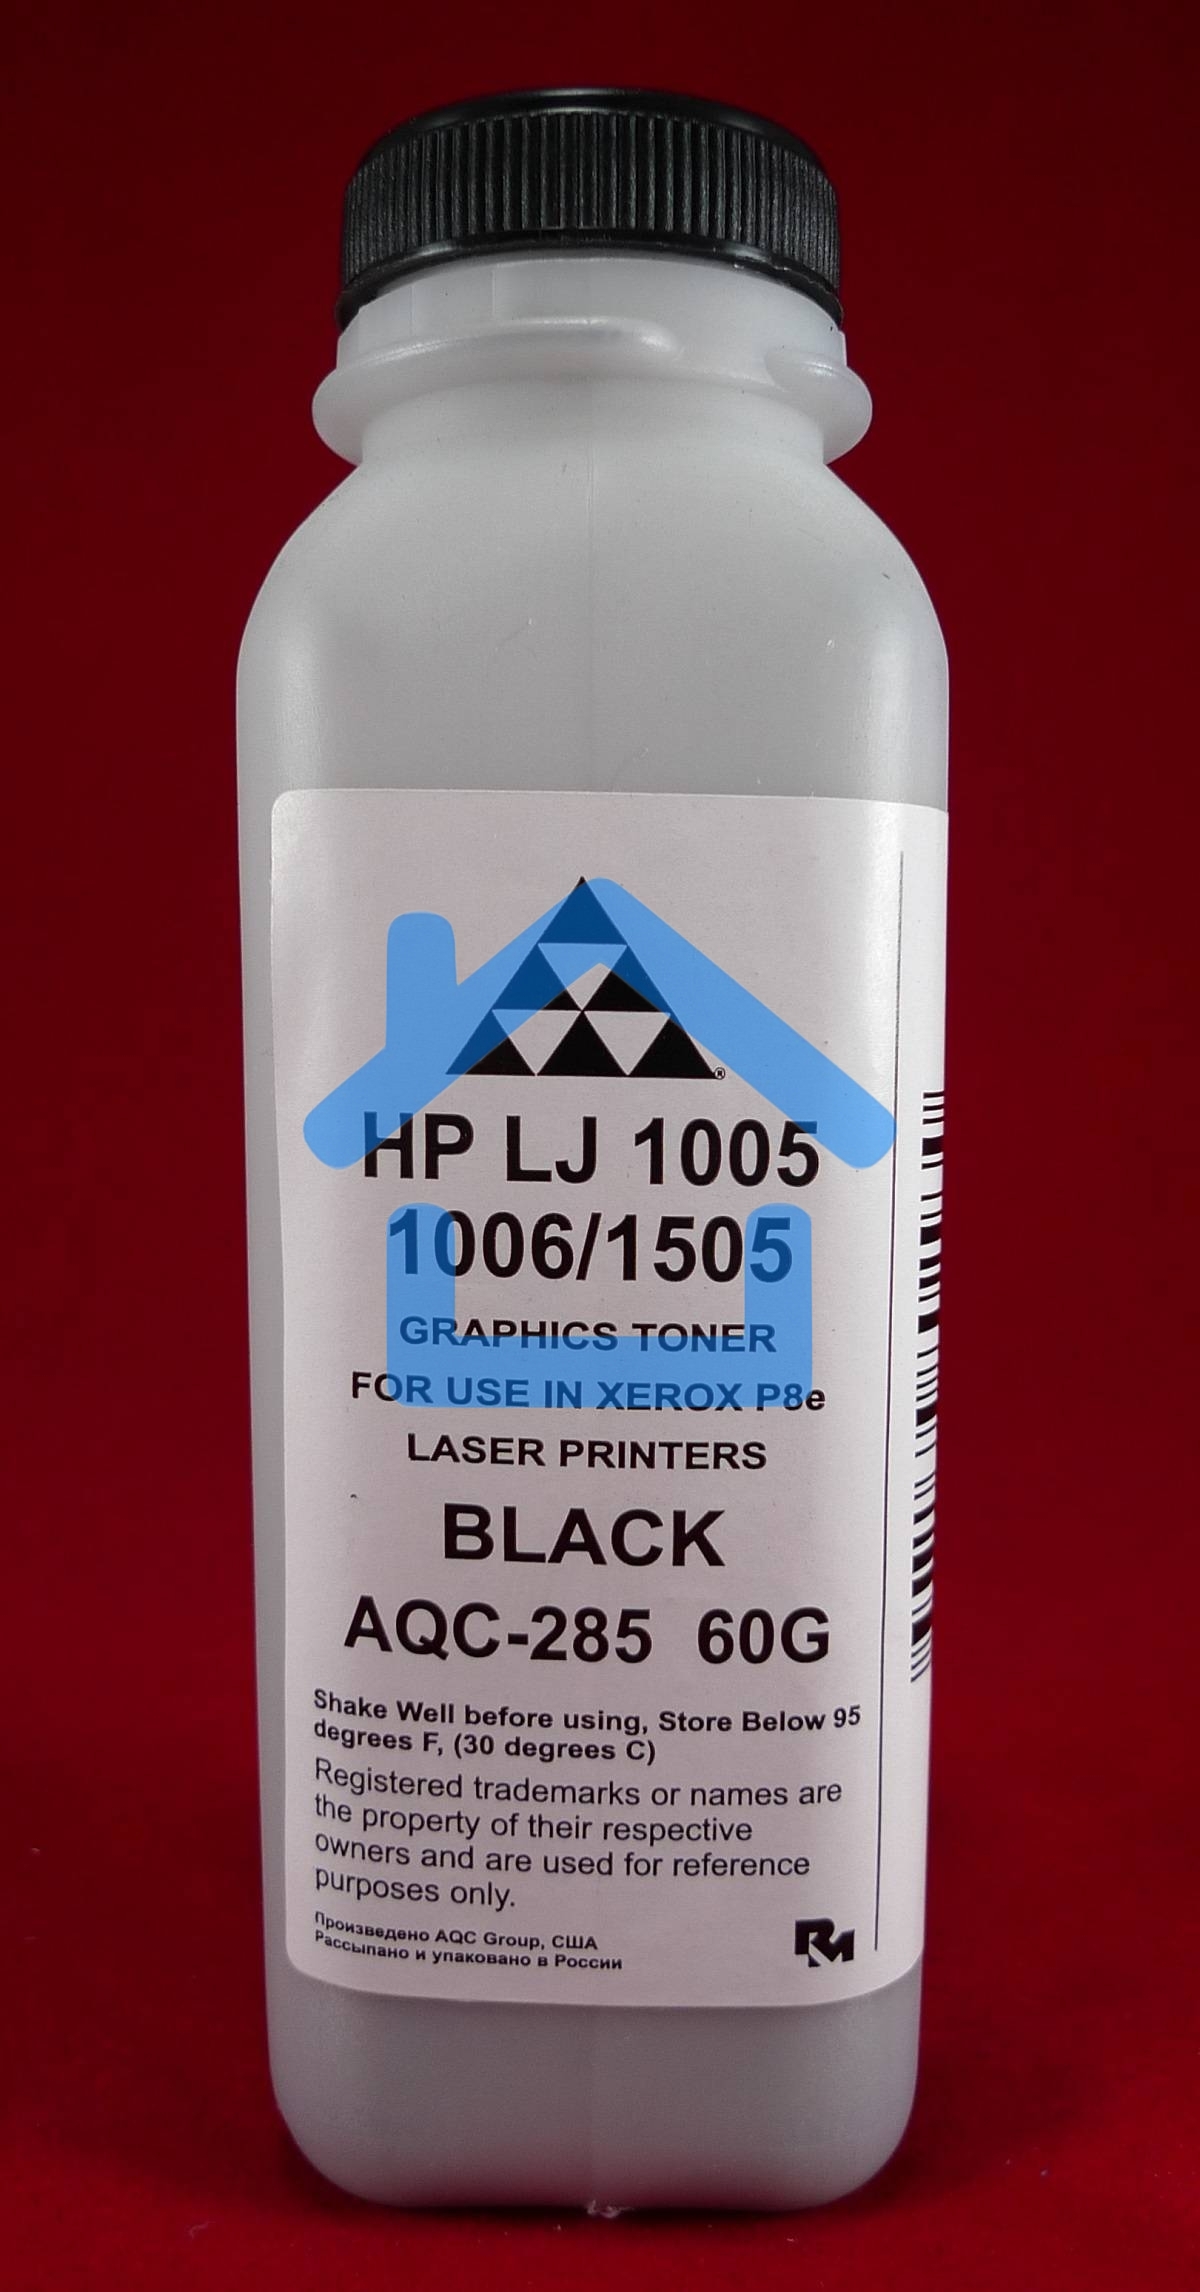 ®
HP LJ 1005
1006/1505
GRAPHICS TONER
FOR USE IN XEROX P8e
LASER PRINTERS
BLACK
AQC-285 60G
Shake Well before using, Store Below 95
degrees F, (30 degrees C)
Registered trademarks or names are
the property of their respective
owners and are used for reference
purposes only.
Произведено AQC Group, США
Рассыпано и упаковано в России
RM